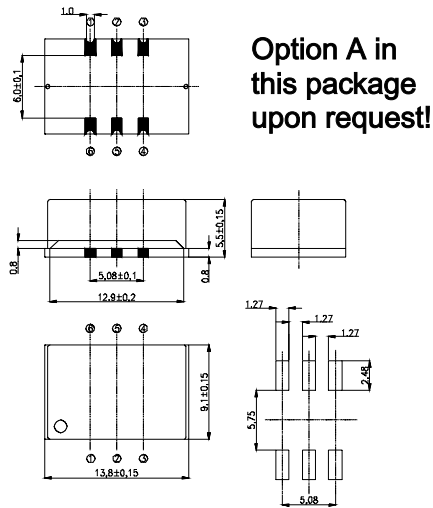 1.0
① ② ③
Option A in
this package
upon request!
6,0±0,1
⑥ ⑤ ④
5,5±0,15
0.8
5,08±0,1
0.8
12.9±0.2
⑥ ⑤ ④
1.27
1.27
1.27
9,1±0,15
2,48
5,75
① ② ③
13,8±0,15
5,08